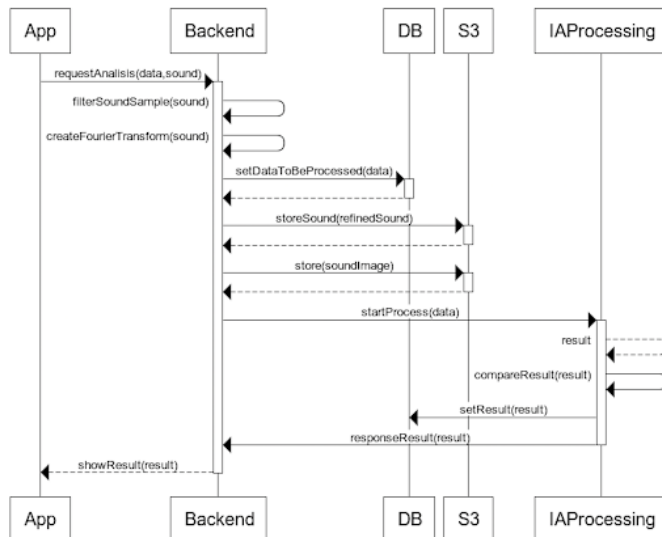 App Backend DB S3 IAProcessing
requestAnalisis(data,sound)
filterSoundSample(sound)
createFourierTransform(sound)
setDataToBeProcessed(data)
storeSound(refinedSound)
store(soundImage)
startProcess(data)
result
compareResult(result)
setResult(result)
responseResult(result)
showResult(result)
App Backend DB S3 IAProcessing